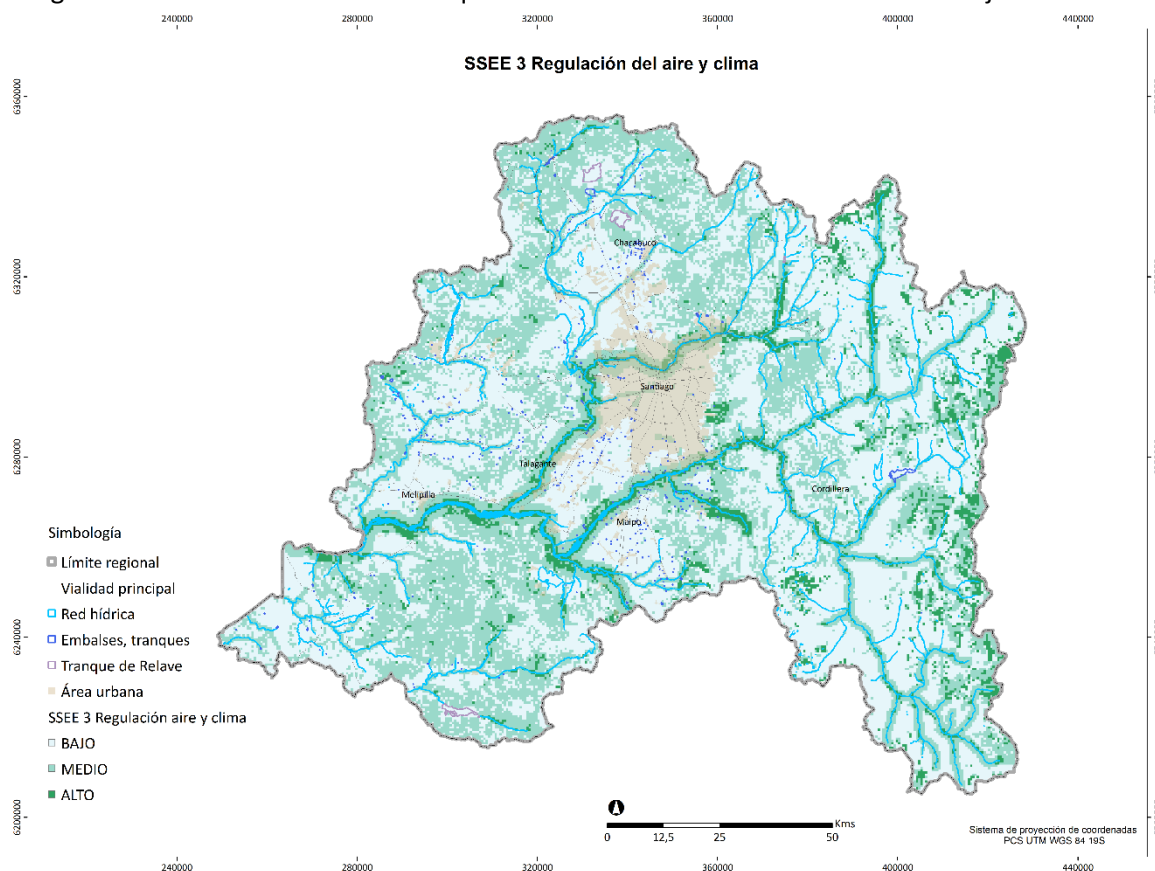 240000 280000 320000 360000 400000 440000
SSEE 3 Regulación del aire y clima
6360000
6320000
6280000
6240000
6200000
Chacabuco
Santiago
Talagante
Melipilla
Cordillera
Maipo
Simbología
Límite regional
Vialidad principal
Red hídrica
Embalses, tranques
Tranque de Relave
Área urbana
SSEE 3 Regulación aire y clima
BAJO
MEDIO
ALTO
Kms
0 12,5 25 50
Sistema de proyección de coordenadas
PCS UTM WGS 84 19S
240000 280000 320000 360000 400000 440000